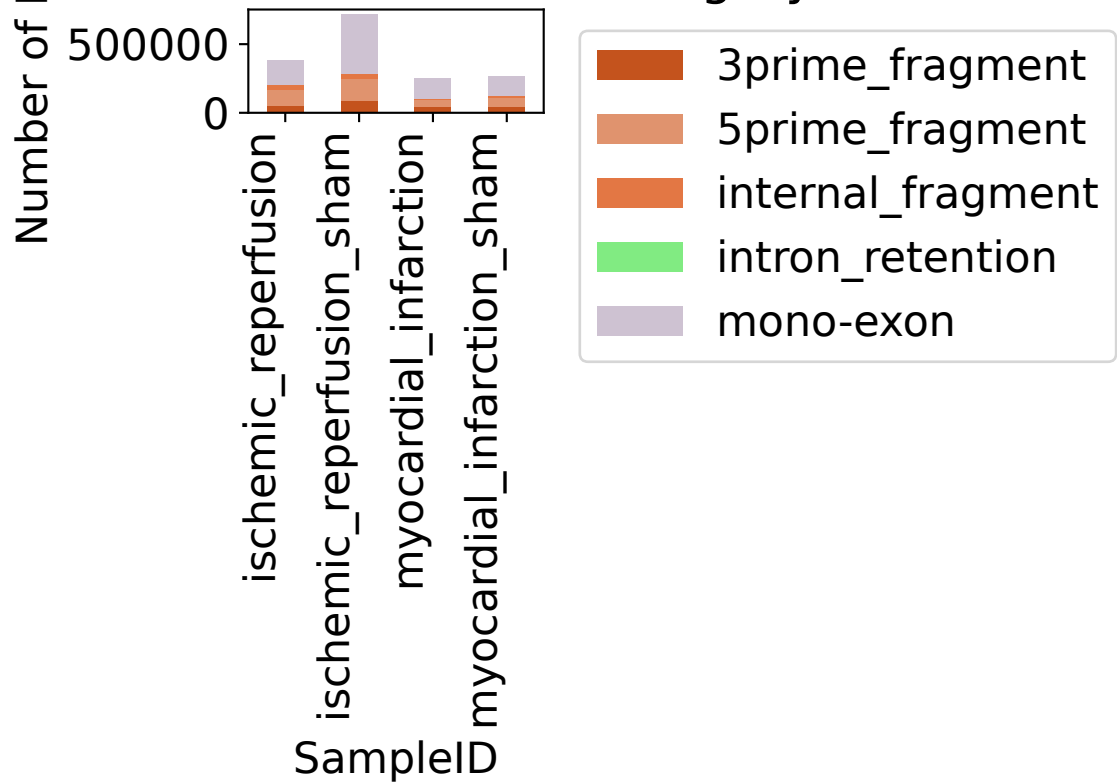 Number of
500000
0
ischemic_reperfusion
ischemic_reperfusion_sham
myocardial_infarction
myocardial_infarction_sham
SampleID
3prime_fragment
5prime_fragment
internal_fragment
intron_retention
mono-exon